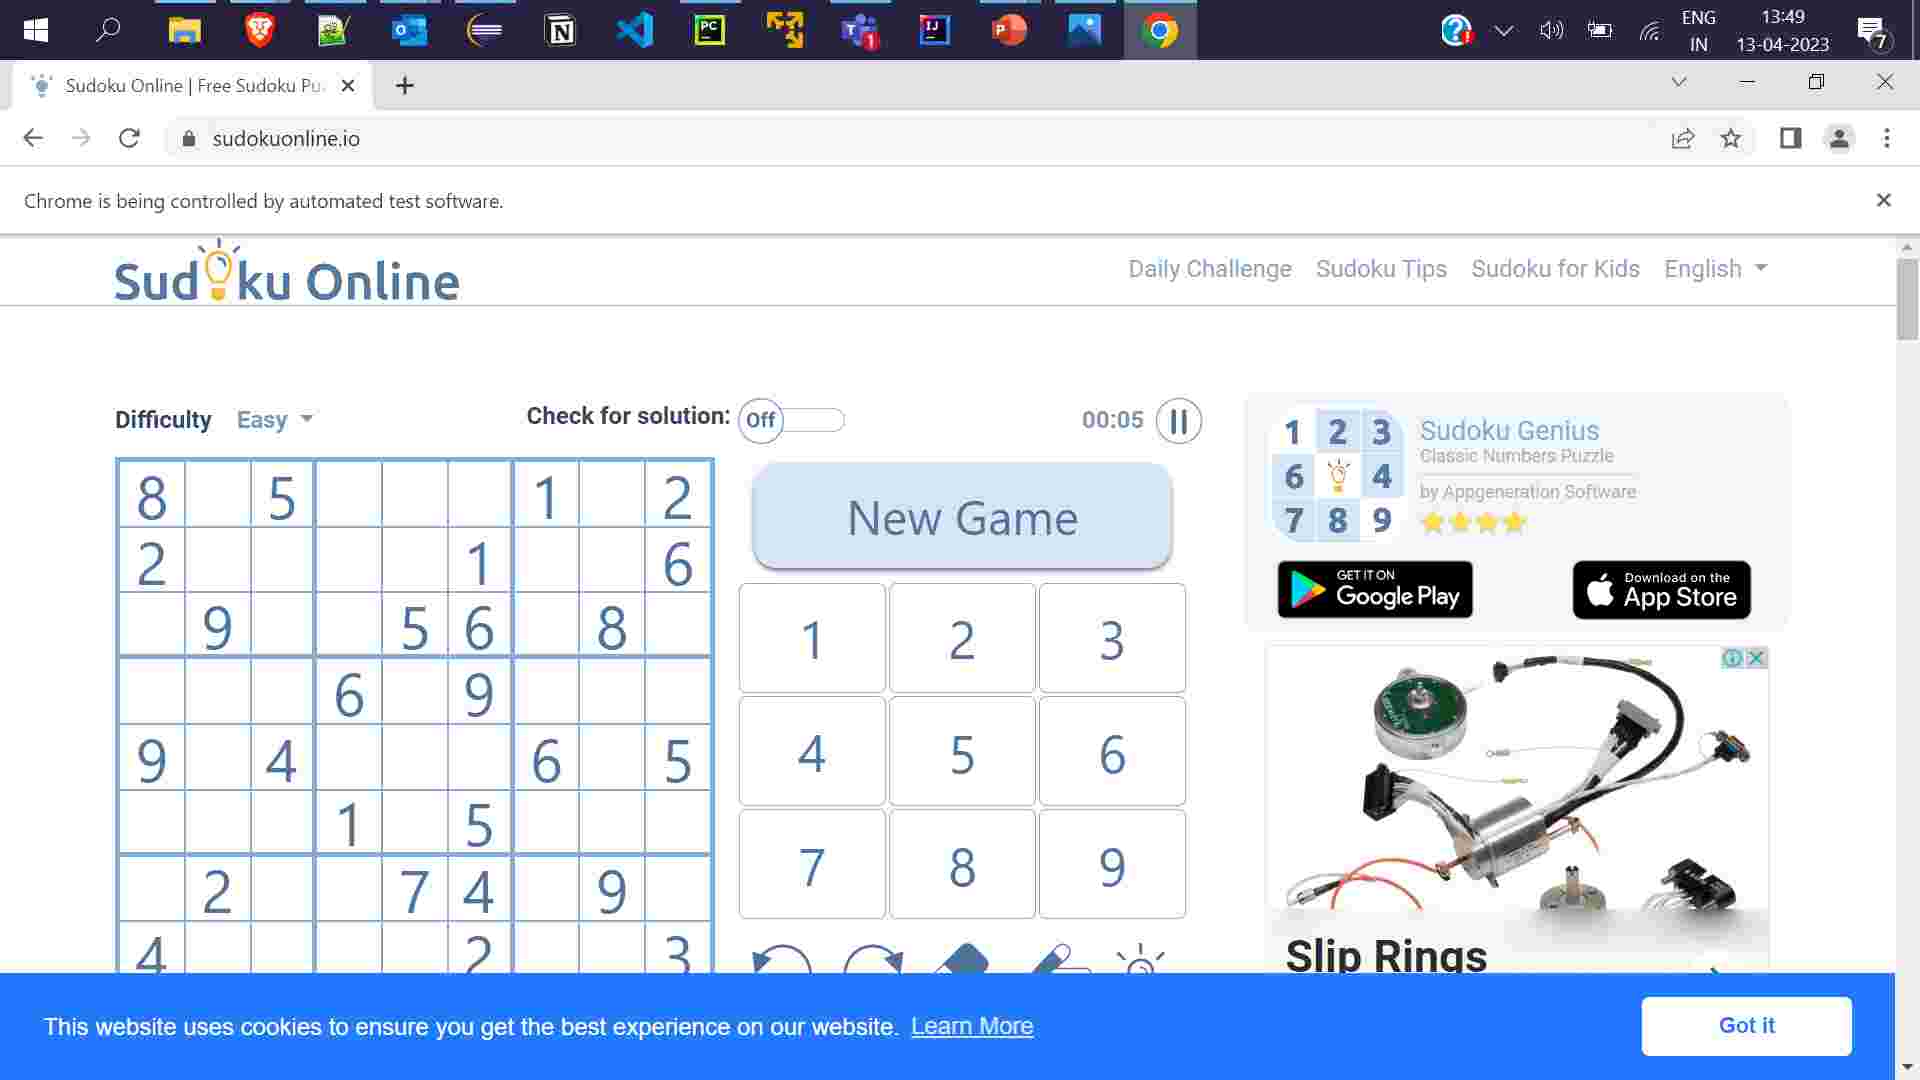 ENG
IN
13:49
13-04-2023
7
PC
1
IJ
P
Sudoku Online | Free Sudoku Pu
sudokuonline.io
Chrome is being controlled by automated test software.
Sudoku Online
Daily Challenge Sudoku Tips Sudoku for Kids English
Difficulty Easy
Check for solution: Off
00:05
8 5 1 2
2 1 6
9 5 6 8
6 9
9 4 6 5
1 5
2 7 4 9
4 2 3
New Game
1 2 3
4 5 6
7 8 9
1 2 3
6 4
7 8 9
Sudoku Genius
Classic Numbers Puzzle
by Appgeneration Software
GET IT ON
Google Play
Download on the
App Store
Slip Rings
This website uses cookies to ensure you get the best experience on our website. Learn More
Got it